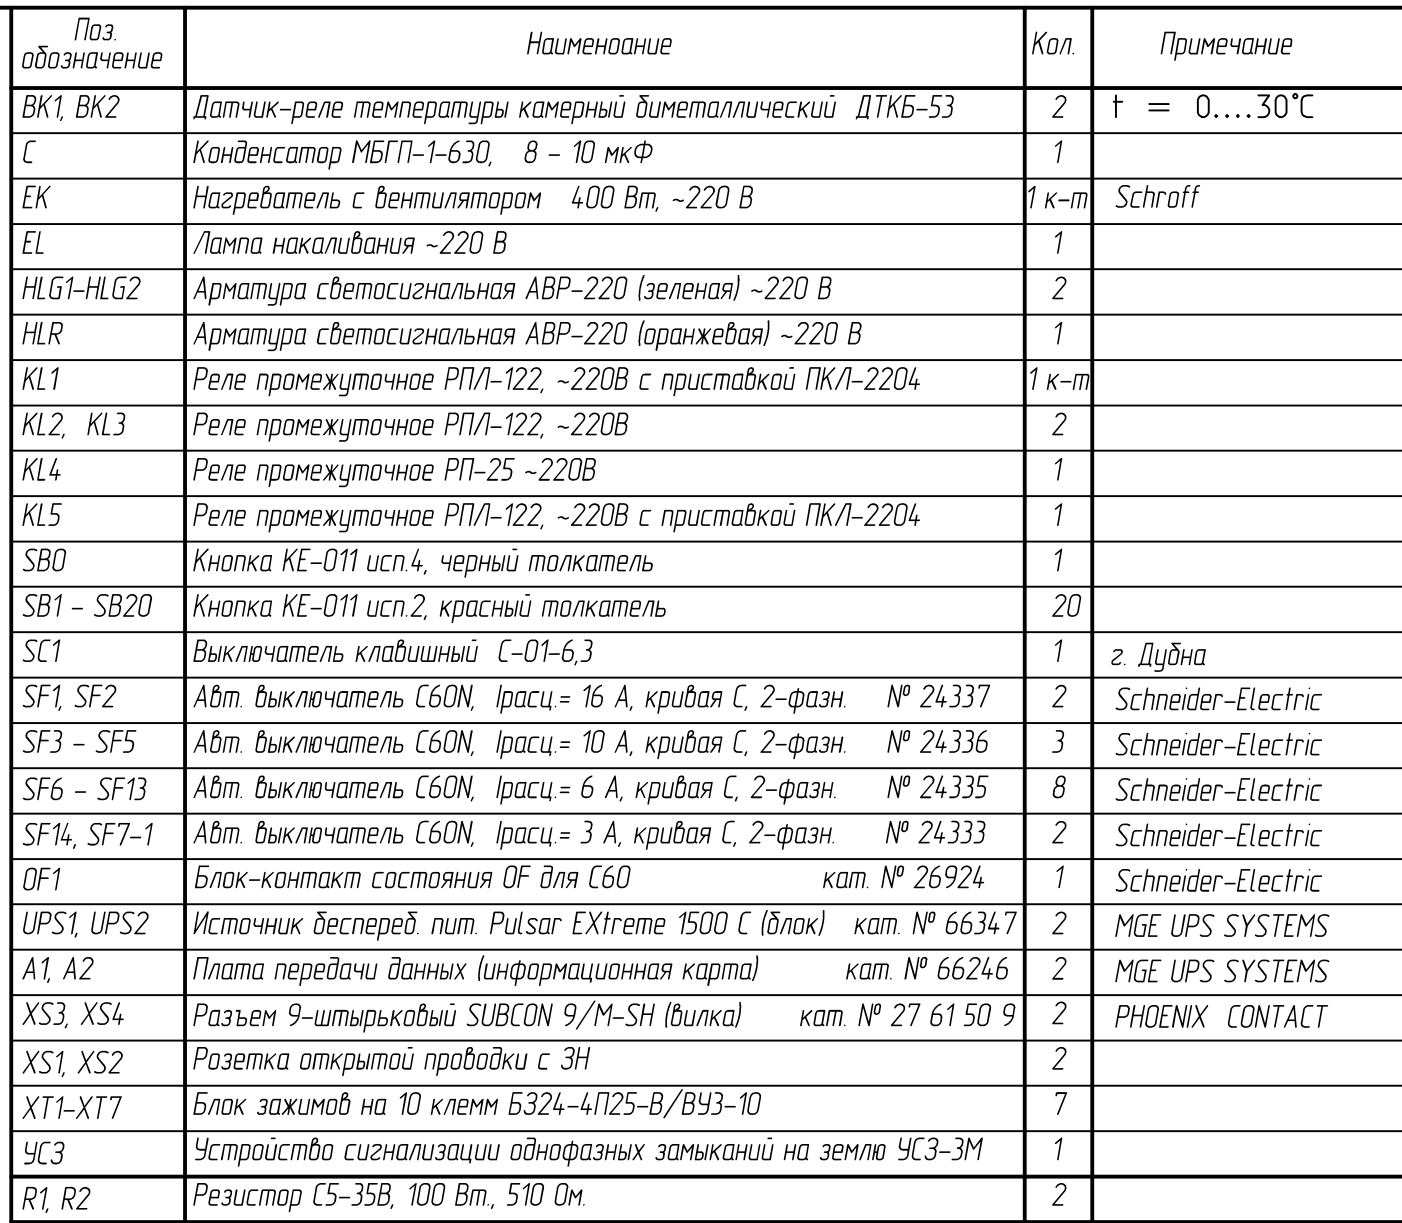 Поз. обозначение Наименоание Кол. Примечание
BK1, BK2 Датчик-реле температуры камерный биметаллический ДТКБ-53 2 t = 0....30°C
C Конденсатор МБГП-1-630, 8 - 10 мкФ 1
EK Нагреватель с вентилятором 400 Вт, ~220 В 1 к-т Schroff
EL Лампа накаливания ~220 В 1
HLG1-HLG2 Арматура светосигнальная АВР-220 (зеленая) ~220 В 2
HLR Арматура светосигнальная АВР-220 (оранжевая) ~220 В 1
KL1 Реле промежуточное РПЛ-122, ~220В с приставкой ПКЛ-2204 1 к-т
KL2, KL3 Реле промежуточное РПЛ-122, ~220В 2
KL4 Реле промежуточное РП-25 ~220В 1
KL5 Реле промежуточное РПЛ-122, ~220В с приставкой ПКЛ-2204 1
SB0 Кнопка КЕ-011 исп.4, черный толкатель 1
SB1 - SB20 Кнопка КЕ-011 исп.2, красный толкатель 20
SC1 Выключатель клавишный С-01-6,3 1 г. Дубна
SF1, SF2 Авт. выключатель C60N, Iрасц.= 16 А, кривая С, 2-фазн. № 24337 2 Schneider-Electric
SF3 - SF5 Авт. выключатель C60N, Iрасц.= 10 А, кривая С, 2-фазн. № 24336 3 Schneider-Electric
SF6 - SF13 Авт. выключатель C60N, Iрасц.= 6 А, кривая С, 2-фазн. № 24335 8 Schneider-Electric
SF14, SF7-1 Авт. выключатель C60N, Iрасц.= 3 А, кривая С, 2-фазн. № 24333 2 Schneider-Electric
OF1 Блок-контакт состояния OF для C60 кат. № 26924 1 Schneider-Electric
UPS1, UPS2 Источник беспереб. пит. Pulsar EXtreme 1500 C (блок) кат. № 66347 2 MGE UPS SYSTEMS
A1, A2 Плата передачи данных (информационная карта) кат. № 66246 2 MGE UPS SYSTEMS
XS3, XS4 Разъем 9-штырьковый SUBCON 9/M-SH (вилка) кат. № 27 61 50 9 2 PHOENIX CONTACT
XS1, XS2 Розетка открытой проводки с ЗН 2
XT1-XT7 Блок зажимов на 10 клемм БЗ24-4П25-В/ВУЗ-10 7
УСЗ Устройство сигнализации однофазных замыканий на землю УСЗ-3М 1
R1, R2 Резистор С5-35В, 100 Вт., 510 Ом. 2